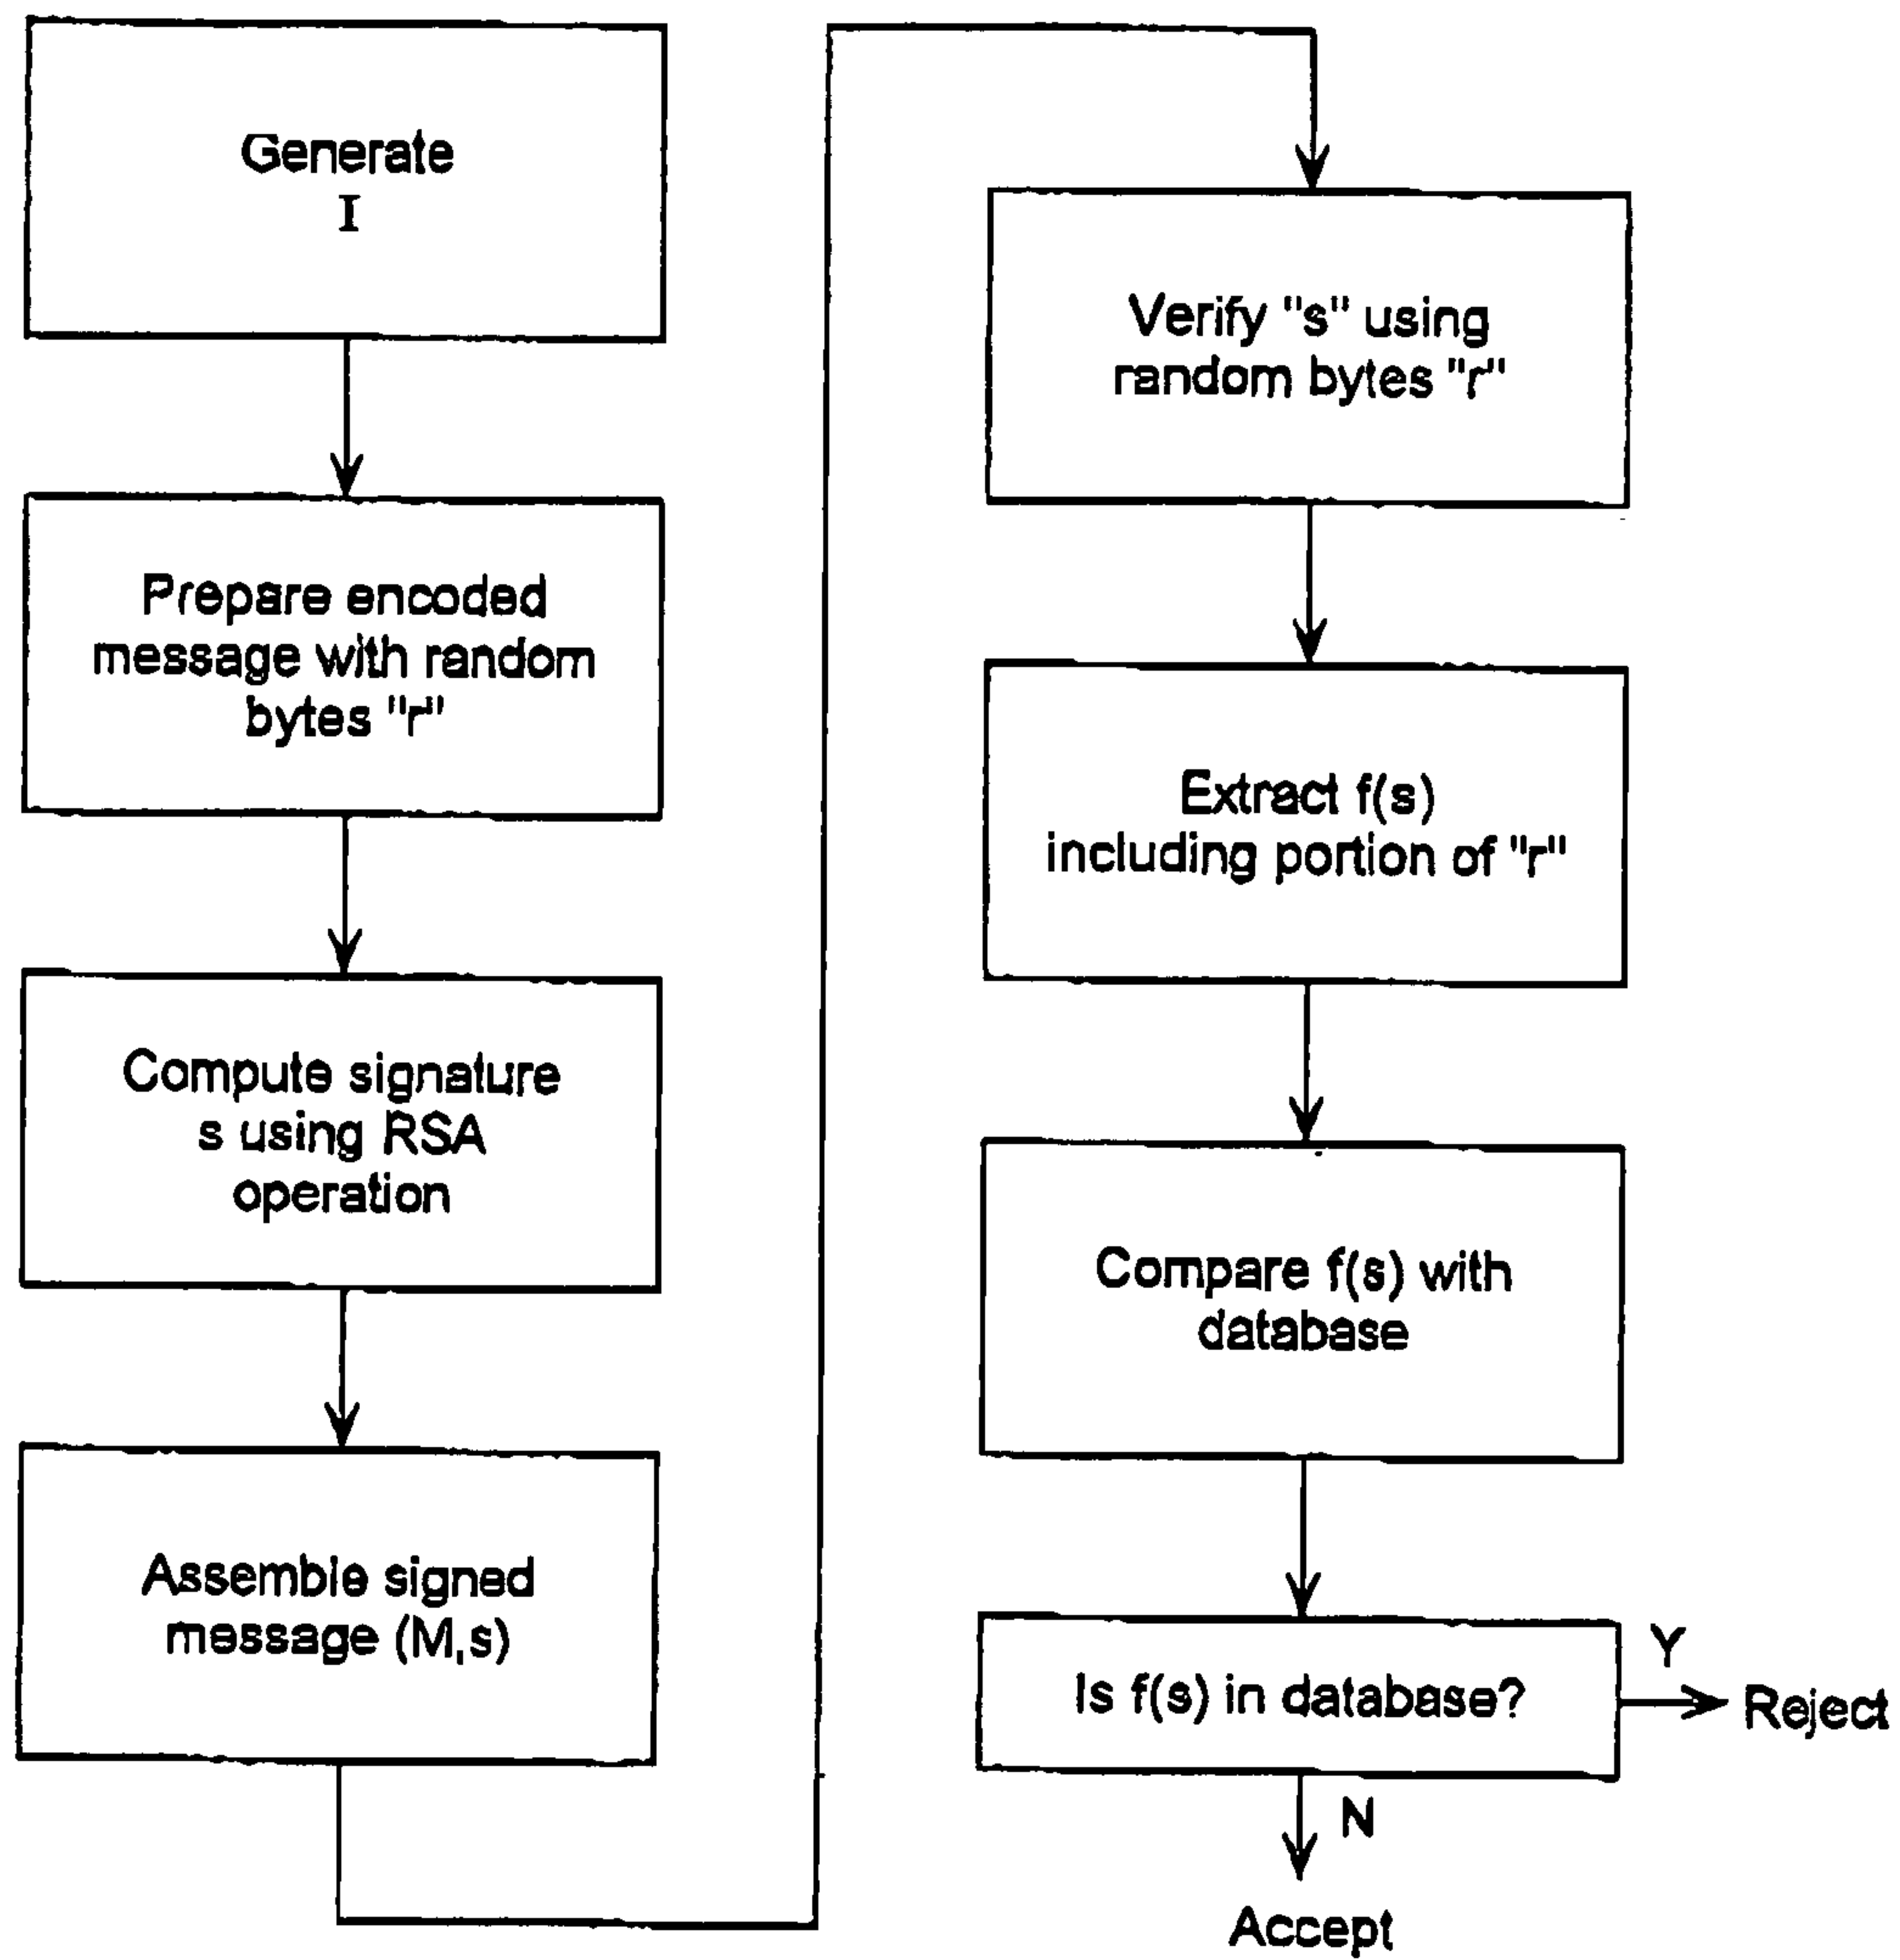 Generate
I
Prepare encoded
message with random
bytes "r"
Compute signature
s using RSA
operation
Assemble signed
message (M,s)
Verify "s" using
random bytes "r"
Extract f(s)
including portion of "r"
Compare f(s) with
database
Is f(s) in database?
Y
Reject
N
Accept